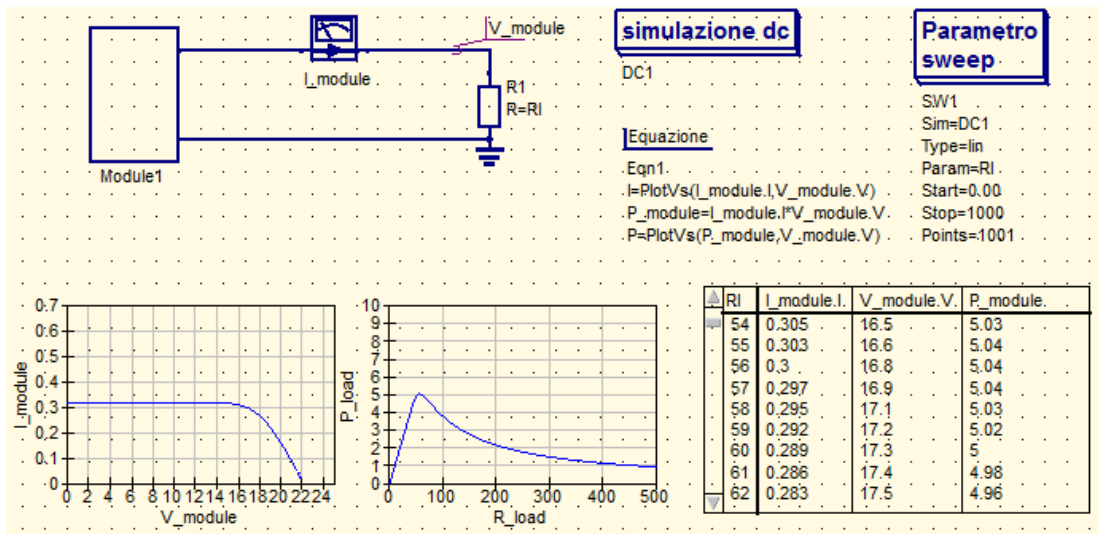 V_module
I_module
R1
R=Rl
Module1
simulazione dc
DC1
Equazione
Eqn1
I=PlotVs(I_module.I,V_module.V)
P_module=I_module.I*V_module.V
P=PlotVs(P_module,V_module.V)
Parametro
sweep
SW1
Sim=DC1
Type=lin
Param=Rl
Start=0.00
Stop=1000
Points=1001
0.7
0.6
0.5
0.4
0.3
0.2
0.1
0
I_module
0 2 4 6 8 10 12 14 16 18 20 22 24
V_module
10
9
8
7
6
5
4
3
2
1
0
P_load
0 100 200 300 400 500
R_load
Rl I_module.I. V_module.V. P_module.
54 0.305 16.5 5.03
55 0.303 16.6 5.04
56 0.3 16.8 5.04
57 0.297 16.9 5.04
58 0.295 17.1 5.03
59 0.292 17.2 5.02
60 0.289 17.3 5
61 0.286 17.4 4.98
62 0.283 17.5 4.96